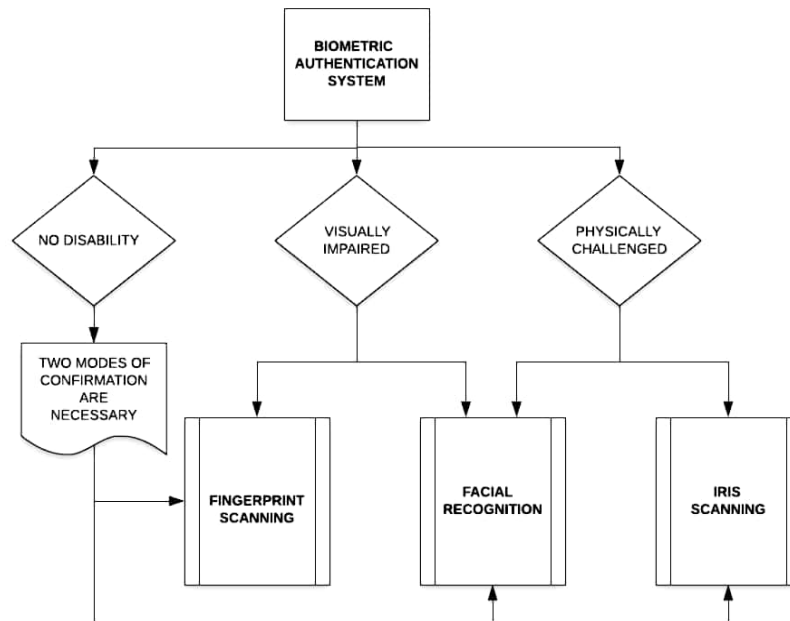 BIOMETRIC
AUTHENTICATION
SYSTEM
NO DISABILITY
VISUALLY
IMPAIRED
PHYSICALLY
CHALLENGED
TWO MODES OF
CONFIRMATION
ARE
NECESSARY
FINGERPRINT
SCANNING
FACIAL
RECOGNITION
IRIS
SCANNING